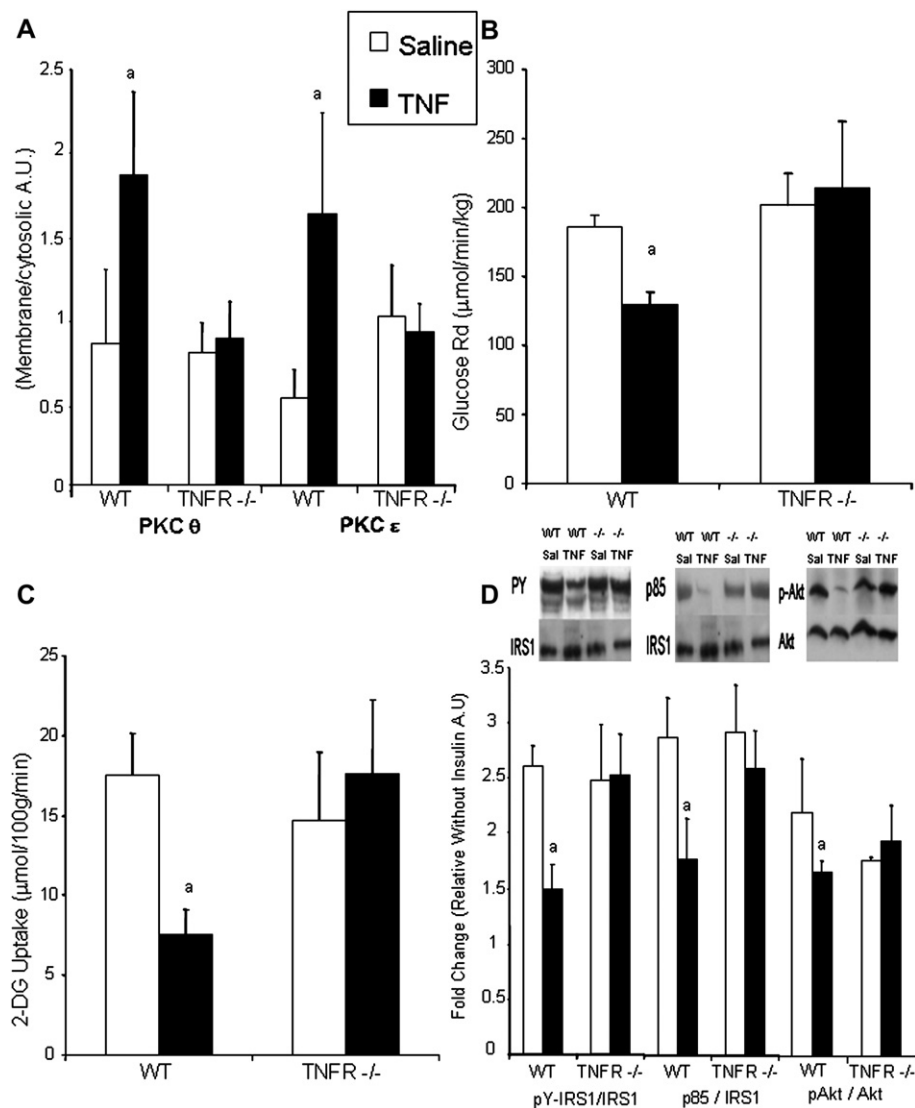 A
Saline
TNF
(Membrane/cytosolic A.U.)
2.5
2
1.5
1
0.5
0
a
a
WT
TNFR -/-
WT
TNFR -/-
PKC θ
PKC ε
B
Glucose Rd (µmol/min/kg)
300
250
200
150
100
50
0
a
WT
TNFR -/-
C
2-DG Uptake (µmol/100g/min)
25
20
15
10
5
0
a
WT
TNFR -/-
D
WT WT -/- -/-
Sal TNF Sal TNF
PY
IRS1
WT WT -/- -/-
Sal TNF Sal TNF
p85
IRS1
WT WT -/- -/-
Sal TNF Sal TNF
p-Akt
Akt
Fold Change (Relative Without Insulin A.U)
3.5
3
2.5
2
1.5
1
0.5
0
a
a
a
WT
TNFR -/-
WT
TNFR -/-
WT
TNFR -/-
pY-IRS1/IRS1
p85 / IRS1
pAkt / Akt